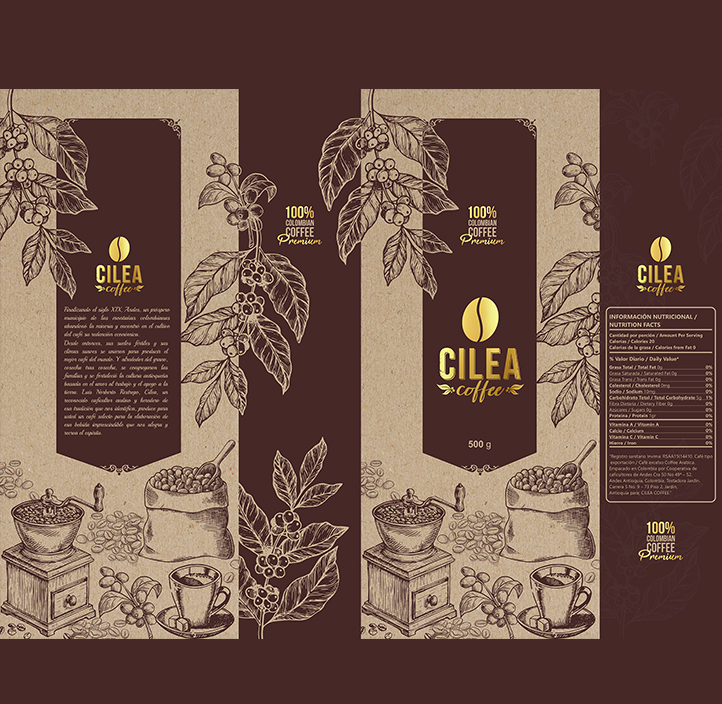 CILEA
coffee
Finalizando el siglo XIX, Andes, un próspero
municipio de las montañas colombianas
abandonó la minería y encontró en el cultivo
del café su redención económica.
Desde entonces, sus suelos fértiles y sus
climas suaves se unieron para producir el
mejor café del mundo. Y alrededor del grano,
cosecha tras cosecha, se congregaron las
familias y se fortaleció la cultura antioqueña
basada en el amor al trabajo y el apego a la
tierra. Luis Norberto Restrepo, Cilea, un
reconocido caficultor andino y heredero de
esa tradición que nos identifica, produce para
usted un café selecto para la elaboración de
esa bebida imprescindible que nos alegra y
recrea el espíritu.
100%
COLOMBIAN
COFFEE
Premium
100%
COLOMBIAN
COFFEE
Premium
CILEA
coffee
500 g
CILEA
coffee
INFORMACIÓN NUTRICIONAL /
NUTRITION FACTS
Cantidad por porción / Amount Per Serving
Calorías / Calories 20
Calorías de la grasa / Calories from Fat 0
% Valor Diario / Daily Value*
Grasa Total / Total Fat 0g 0%
Grasa Saturada / Saturated Fat 0g 0%
Grasa Trans / Trans Fat 0g 0%
Colesterol / Cholesterol 0mg 0%
Sodio / Sodium 10mg 0%
Carbohidrato Total / Total Carbohydrate 5g 1%
Fibra Dietaria / Dietary Fiber 0g 0%
Azúcares / Sugars 0g 0%
Proteína / Protein 1gr 0%
Vitamina A / Vitamin A 0%
Calcio / Calcium 0%
Vitamina C / Vitamin C 0%
Hierro / Iron 0%
"Registro sanitario Invima: RSAA19I14410. Café tipo
exportación / Café excelso Coffee Arabica.
Empacado en Colombia por Cooperativa de
caficultores de Andes Cra 50 No 49ª – 52.
Andes Antioquia, Colombia. Tostadora Jardín
Carrera 5 No. 9 – 73 Piso 2, Jardín,
Antioquia para: CILEA COFFEE."
100%
COLOMBIAN
COFFEE
Premium